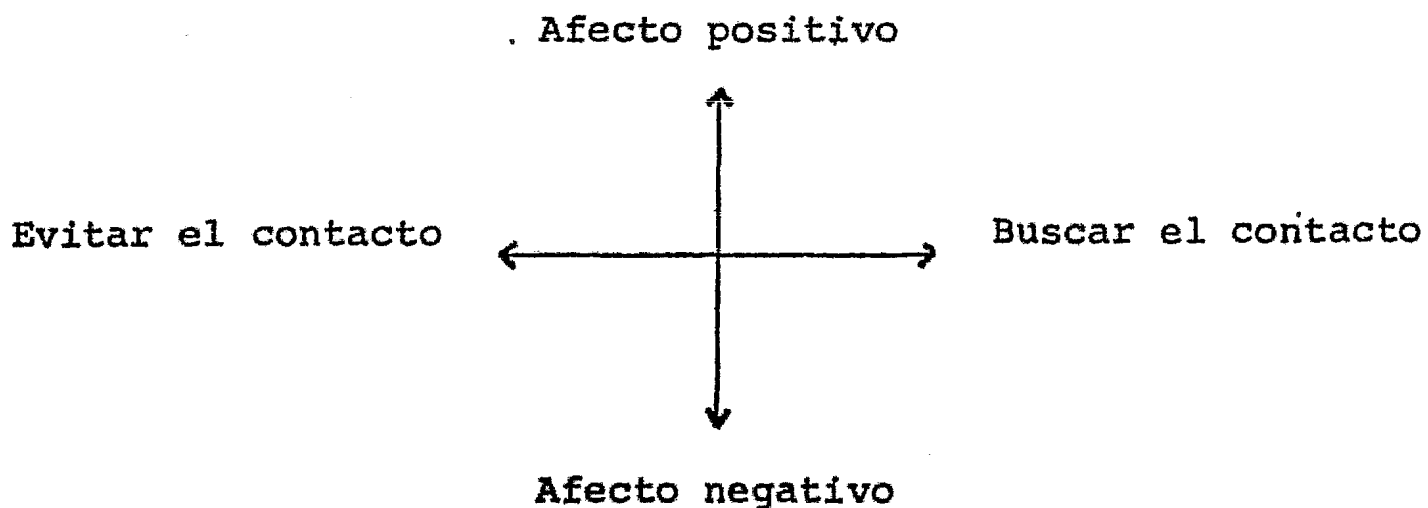 Afecto positivo
Evitar el contacto
Buscar el contacto
Afecto negativo